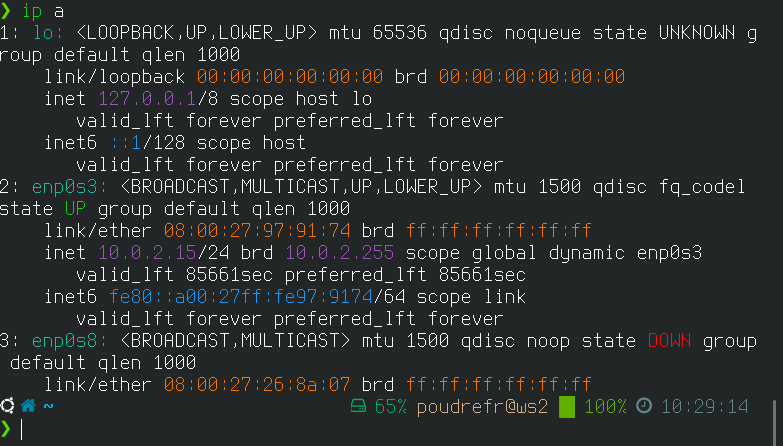 ❯ ip a
1: lo: <LOOPBACK,UP,LOWER_UP> mtu 65536 qdisc noqueue state UNKNOWN g
roup default qlen 1000
    link/loopback 00:00:00:00:00:00 brd 00:00:00:00:00:00
    inet 127.0.0.1/8 scope host lo
       valid_lft forever preferred_lft forever
    inet6 ::1/128 scope host
       valid_lft forever preferred_lft forever
2: enp0s3: <BROADCAST,MULTICAST,UP,LOWER_UP> mtu 1500 qdisc fq_codel
state UP group default qlen 1000
    link/ether 08:00:27:97:91:74 brd ff:ff:ff:ff:ff:ff
    inet 10.0.2.15/24 brd 10.0.2.255 scope global dynamic enp0s3
       valid_lft 85661sec preferred_lft 85661sec
    inet6 fe80::a00:27ff:fe97:9174/64 scope link
       valid_lft forever preferred_lft forever
3: enp0s8: <BROADCAST,MULTICAST> mtu 1500 qdisc noop state DOWN group
 default qlen 1000
    link/ether 08:00:27:26:8a:07 brd ff:ff:ff:ff:ff:ff
~ 65% poudrefr@ws2 100% 10:29:14
❯